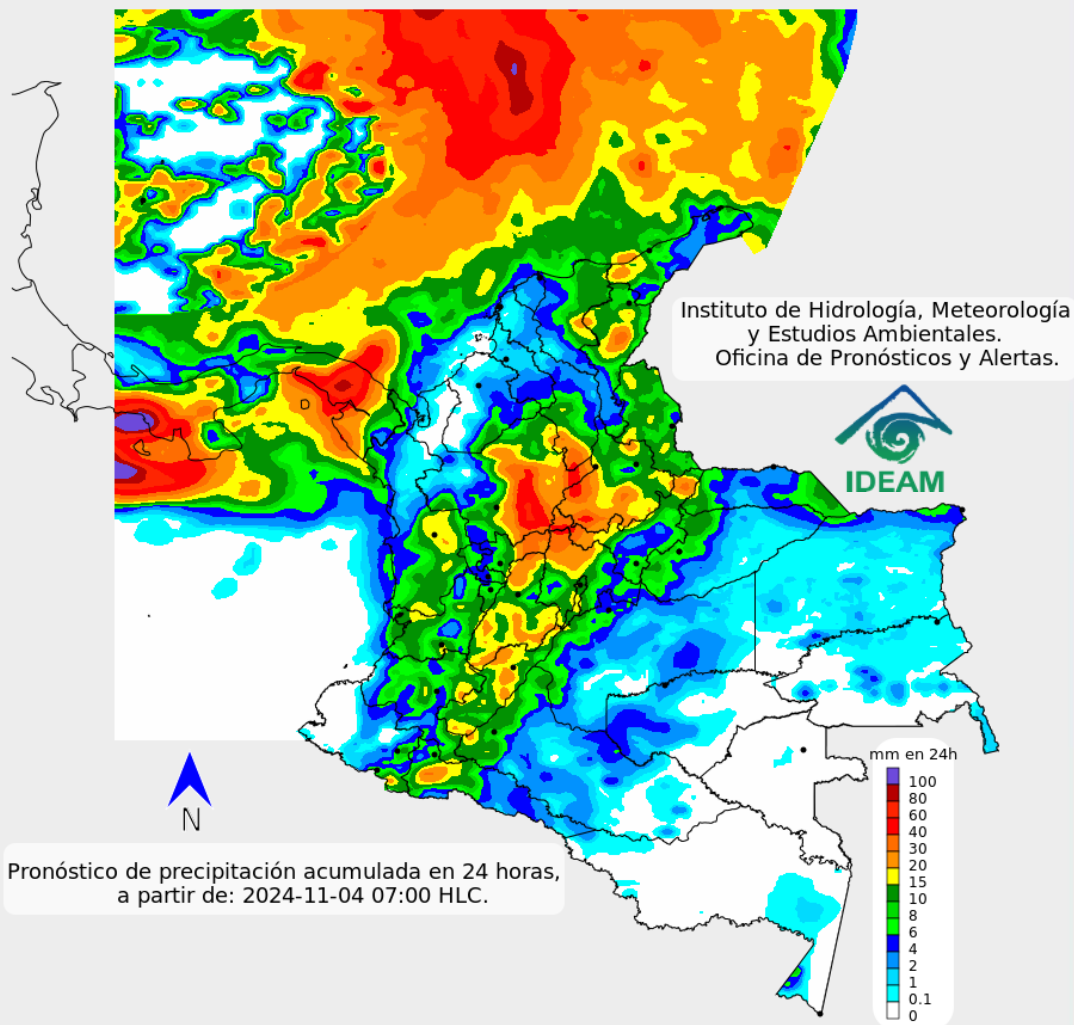 Instituto de Hidrología, Meteorología
y Estudios Ambientales.
Oficina de Pronósticos y Alertas.
IDEAM
mm en 24h
100
80
60
40
30
20
15
10
8
6
4
2
1
0.1
0
N
Pronóstico de precipitación acumulada en 24 horas,
a partir de: 2024-11-04 07:00 HLC.